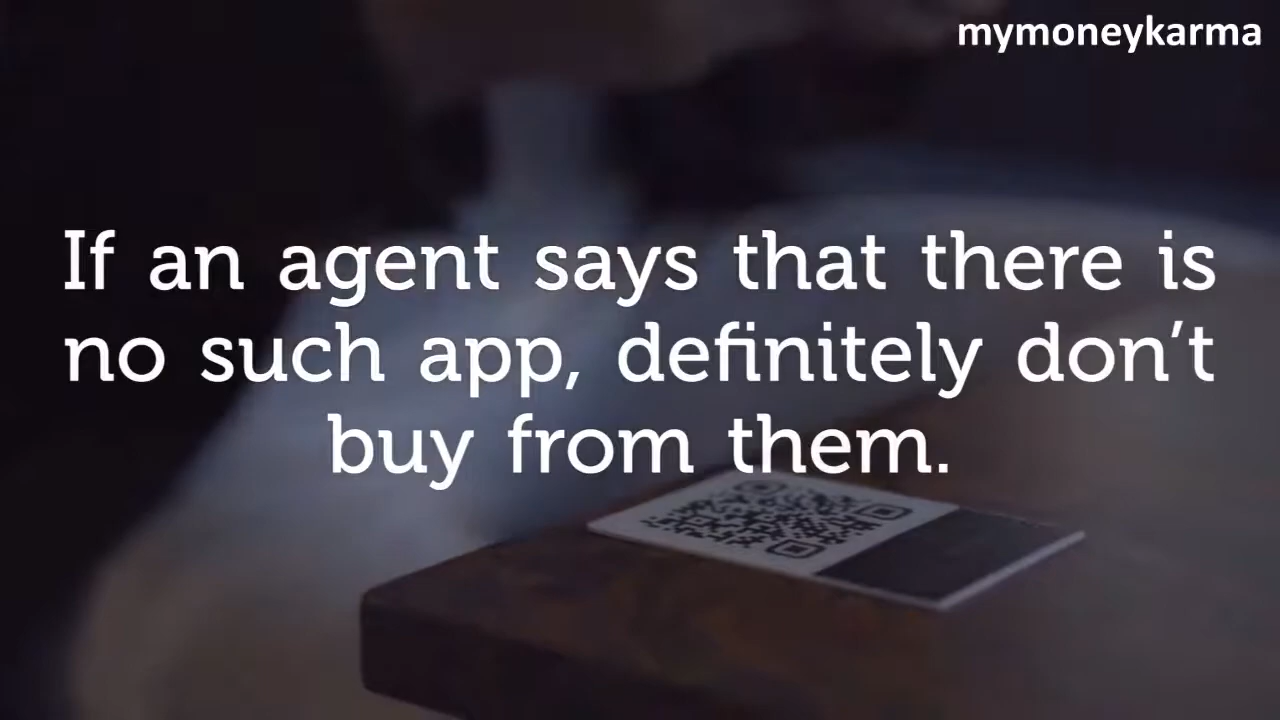 mymoneykarma
If an agent says that there is
no such app, definitely don’t
buy from them.